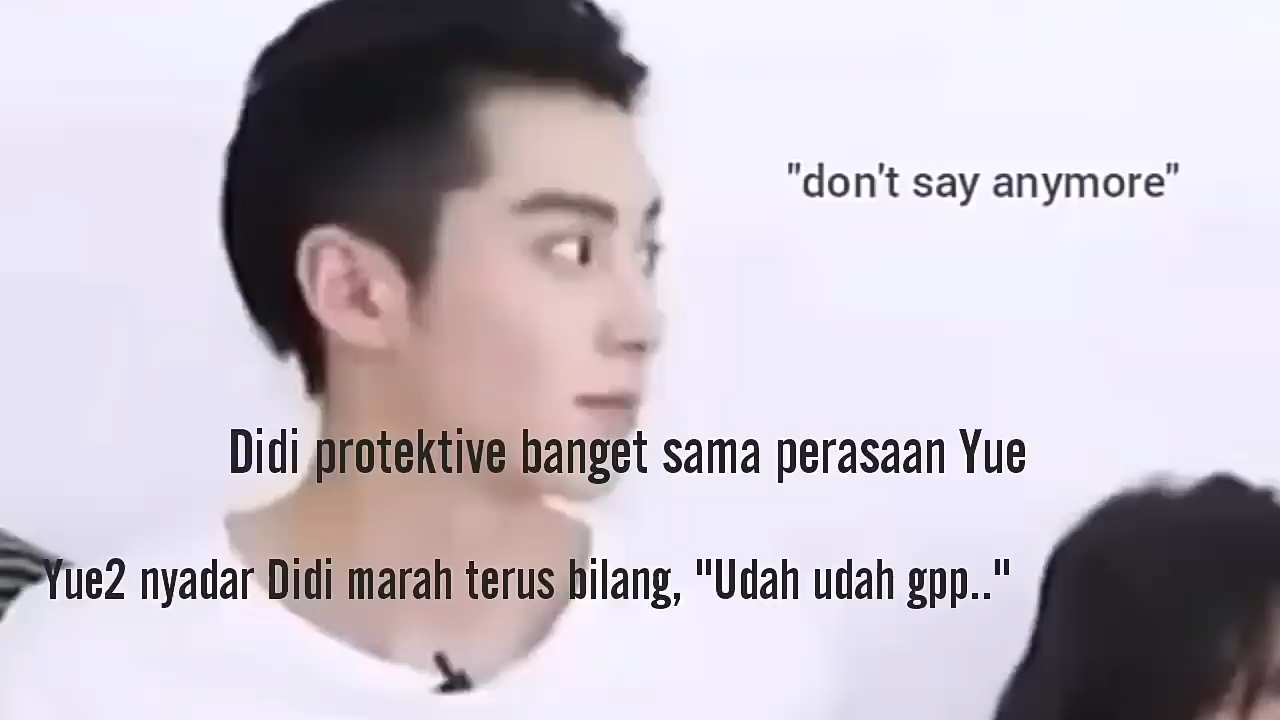 "don't say anymore"
Didi protektive banget sama perasaan Yue
Yue2 nyadar Didi marah terus bilang, "Udah udah gpp.."